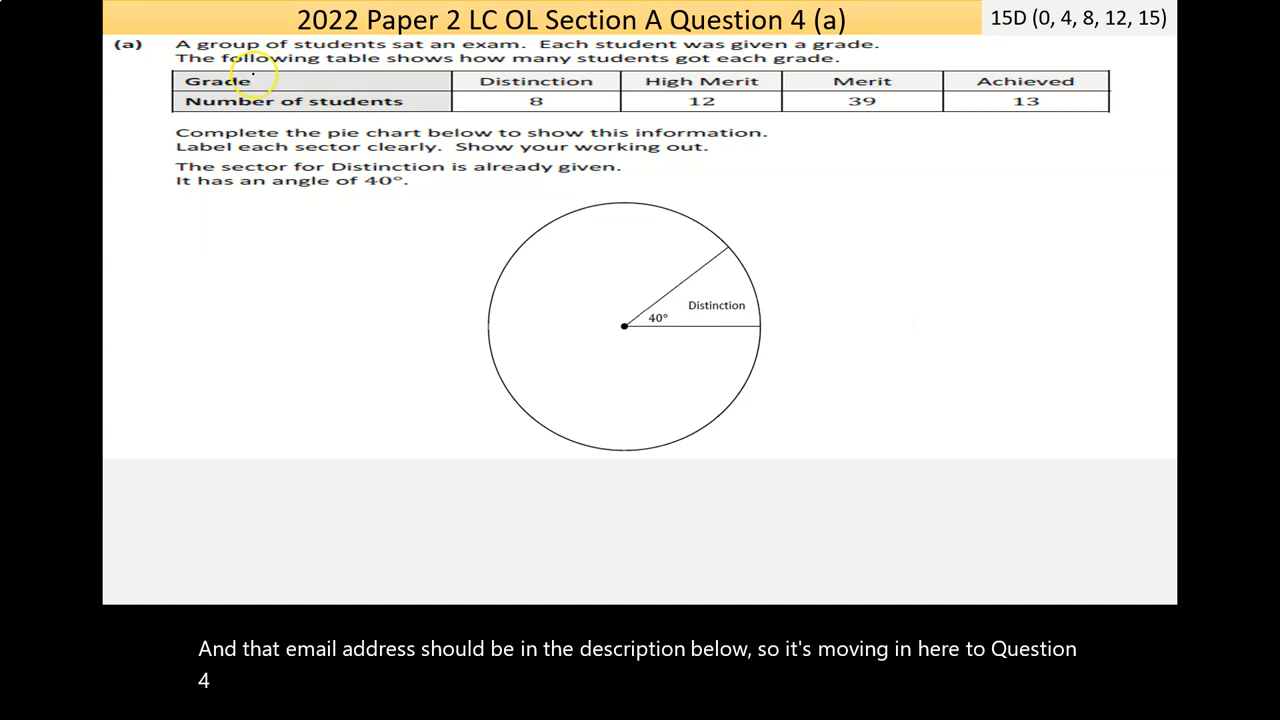 2022 Paper 2 LC OL Section A Question 4 (a)
15D (0, 4, 8, 12, 15)
(a) A group of students sat an exam. Each student was given a grade.
The following table shows how many students got each grade.
Grade Distinction High Merit Merit Achieved
Number of students 8 12 39 13
Complete the pie chart below to show this information.
Label each sector clearly. Show your working out.
The sector for Distinction is already given.
It has an angle of 40°.
Distinction
40°
And that email address should be in the description below, so it's moving in here to Question
4